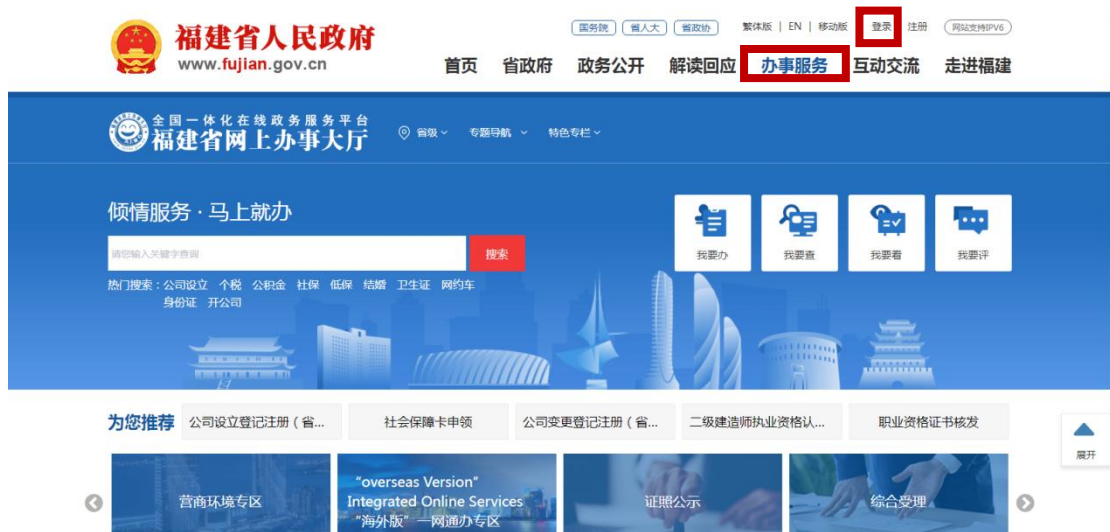 国务院 省人大 省政协 繁体版 | EN | 移动版 登录 注册 网站支持IPV6
福建省人民政府
www.fujian.gov.cn
首页 省政府 政务公开 解读回应 办事服务 互动交流 走进福建
全国一体化在线政务服务平台
福建省网上办事大厅
省级 专题导航 特色专栏
倾情服务 · 马上就办
请您输入关键字查询 搜索
我要办 我要查 我要看 我要评
热门搜索：公司设立 个税 公积金 社保 低保 结婚 卫生证 网约车
身份证 开公司
为您推荐 公司设立登记注册（省... 社会保障卡申领 公司变更登记注册（省... 二级建造师执业资格认... 职业资格证书核发
展开
营商环境专区
"overseas Version"
Integrated Online Services
"海外版" 一网通办专区
证照公示
综合受理